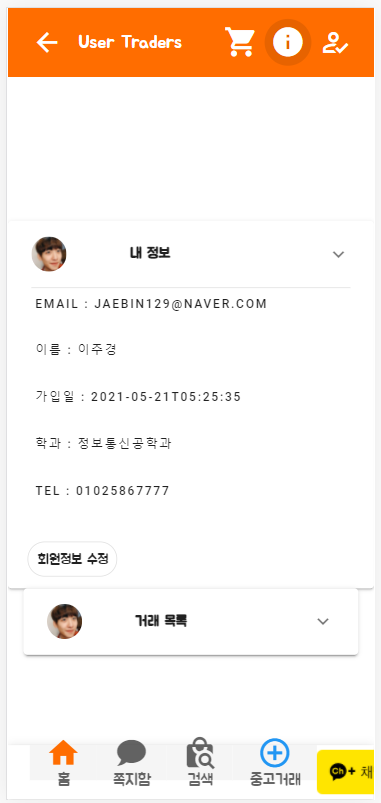 User Traders
내 정보
EMAIL : JAEBIN129@NAVER.COM
이름 : 이주경
가입일 : 2021-05-21T05:25:35
학과 : 정보통신공학과
TEL : 01025867777
회원정보 수정
거래 목록
홈 쪽지함 검색 중고거래
Ch+ 채